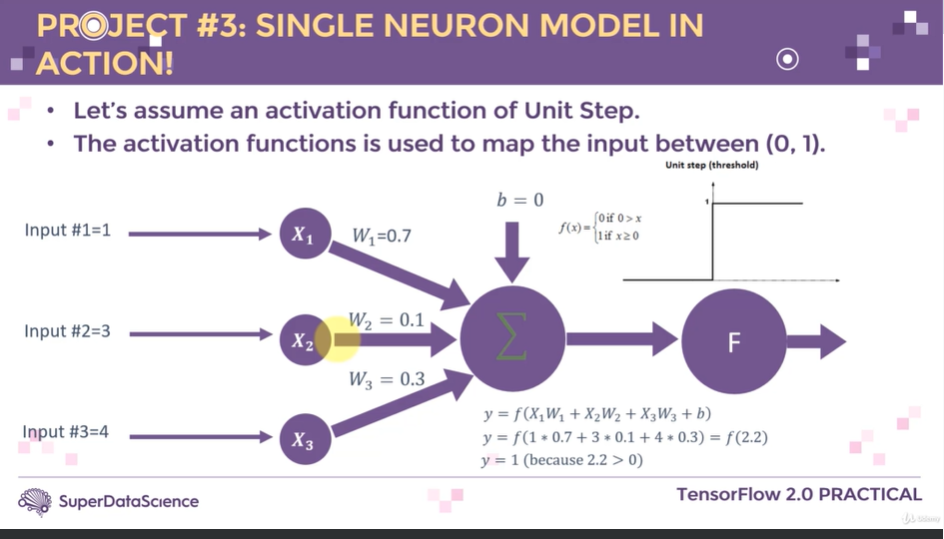 PROJECT #3: SINGLE NEURON MODEL IN
ACTION!
• Let's assume an activation function of Unit Step.
• The activation functions is used to map the input between (0, 1).
Unit step (threshold)
b = 0
1
f(x)= {0 if 0 > x
1 if x ≥ 0
Input #1=1
X₁
W₁=0.7
Input #2=3
X₂
W₂ = 0.1
∑
F
W₃ = 0.3
Input #3=4
X₃
y = f(X₁W₁ + X₂W₂ + X₃W₃ + b)
y = f(1 * 0.7 + 3 * 0.1 + 4 * 0.3) = f(2.2)
y = 1 (because 2.2 > 0)
SuperDataScience
TensorFlow 2.0 PRACTICAL
Udemy